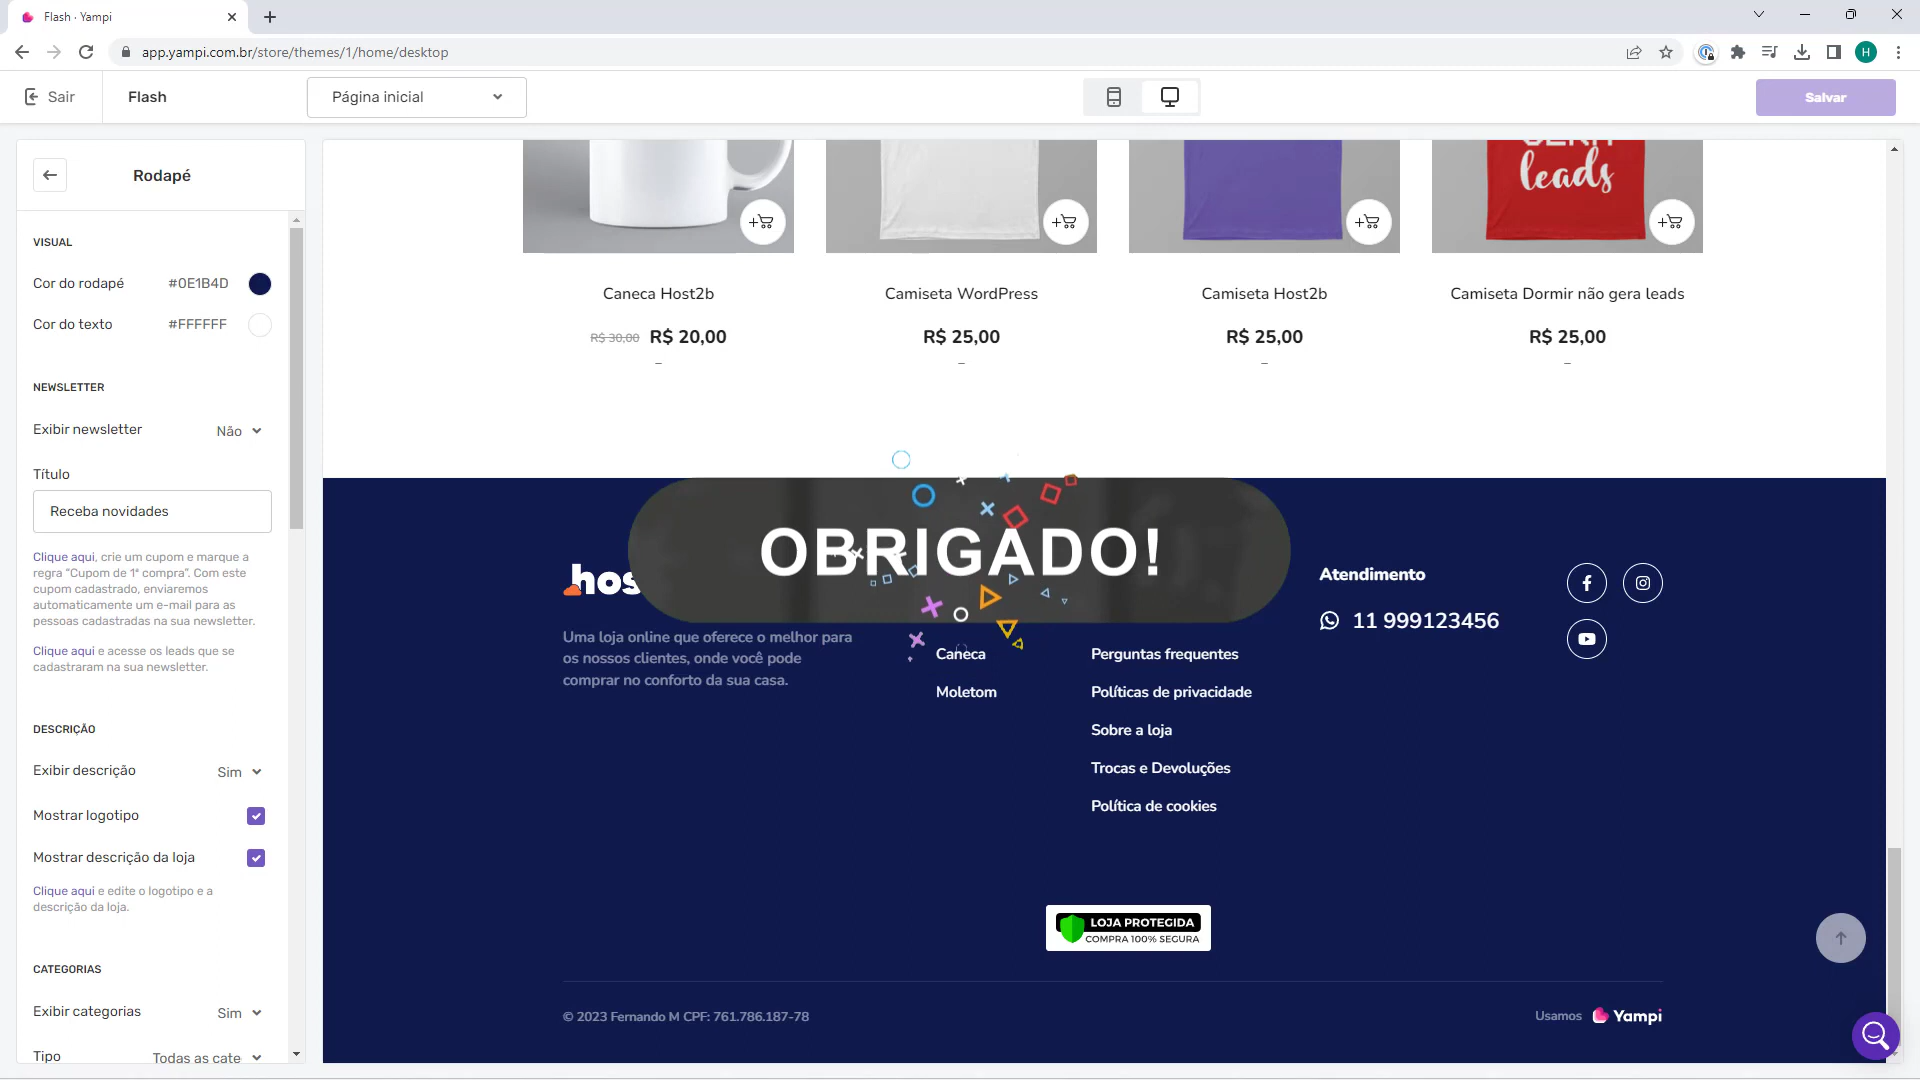 Flash · Yampi
app.yampi.com.br/store/themes/1/home/desktop
H
Sair
Flash
Página inicial
Salvar
Rodapé
VISUAL
Cor do rodapé #0E1B4D
Cor do texto #FFFFFF
NEWSLETTER
Exibir newsletter Não
Título
Receba novidades
Clique aqui, crie um cupom e marque a
regra "Cupom de 1ª compra". Com este
cupom cadastrado, enviaremos
automaticamente um e-mail para as
pessoas cadastradas na sua newsletter.
Clique aqui e acesse os leads que se
cadastraram na sua newsletter.
DESCRIÇÃO
Exibir descrição Sim
Mostrar logotipo
Mostrar descrição da loja
Clique aqui e edite o logotipo e a
descrição da loja.
CATEGORIAS
Exibir categorias Sim
Tipo Todas as cate
leads
Caneca Host2b
R$ 30,00 R$ 20,00
Camiseta WordPress
R$ 25,00
Camiseta Host2b
R$ 25,00
Camiseta Dormir não gera leads
R$ 25,00
OBRIGADO!
hos
Uma loja online que oferece o melhor para
os nossos clientes, onde você pode
comprar no conforto da sua casa.
Caneca
Moletom
Perguntas frequentes
Políticas de privacidade
Sobre a loja
Trocas e Devoluções
Política de cookies
Atendimento
11 999123456
LOJA PROTEGIDA
COMPRA 100% SEGURA
© 2023 Fernando M CPF: 761.786.187-78
Usamos Yampi